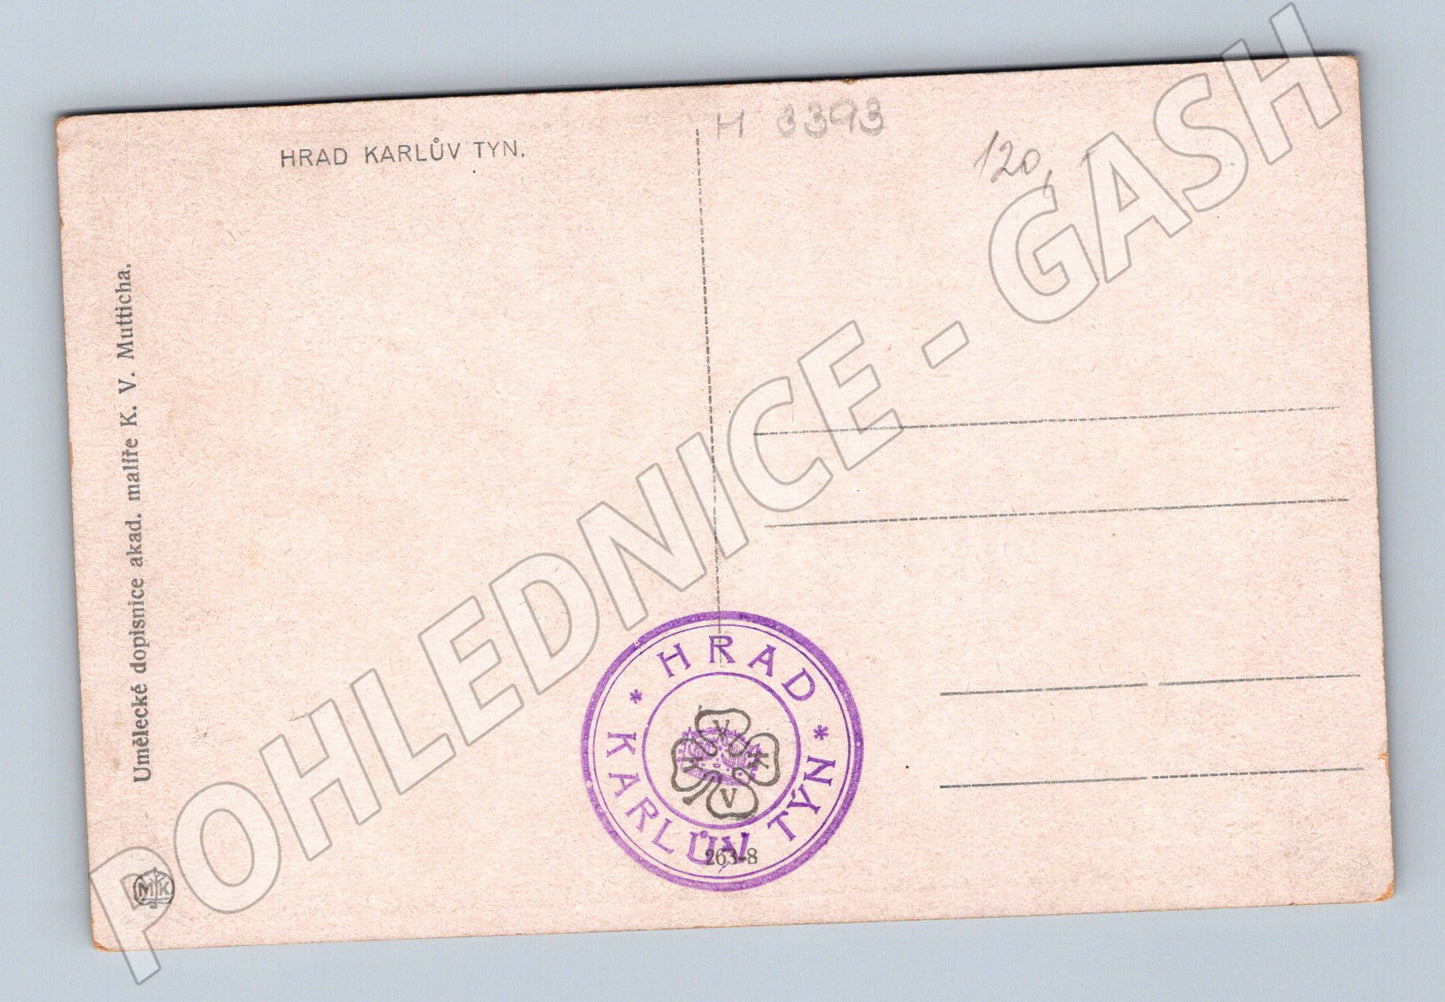 H 3393
120,
HRAD KARLŮV TYN.
Umělecké dopisnice akad. malíře K. V. Mutticha.
POHLEDNICE - GASH
* HRAD *
KARLŮV TÝN
V K V
263-8
M K